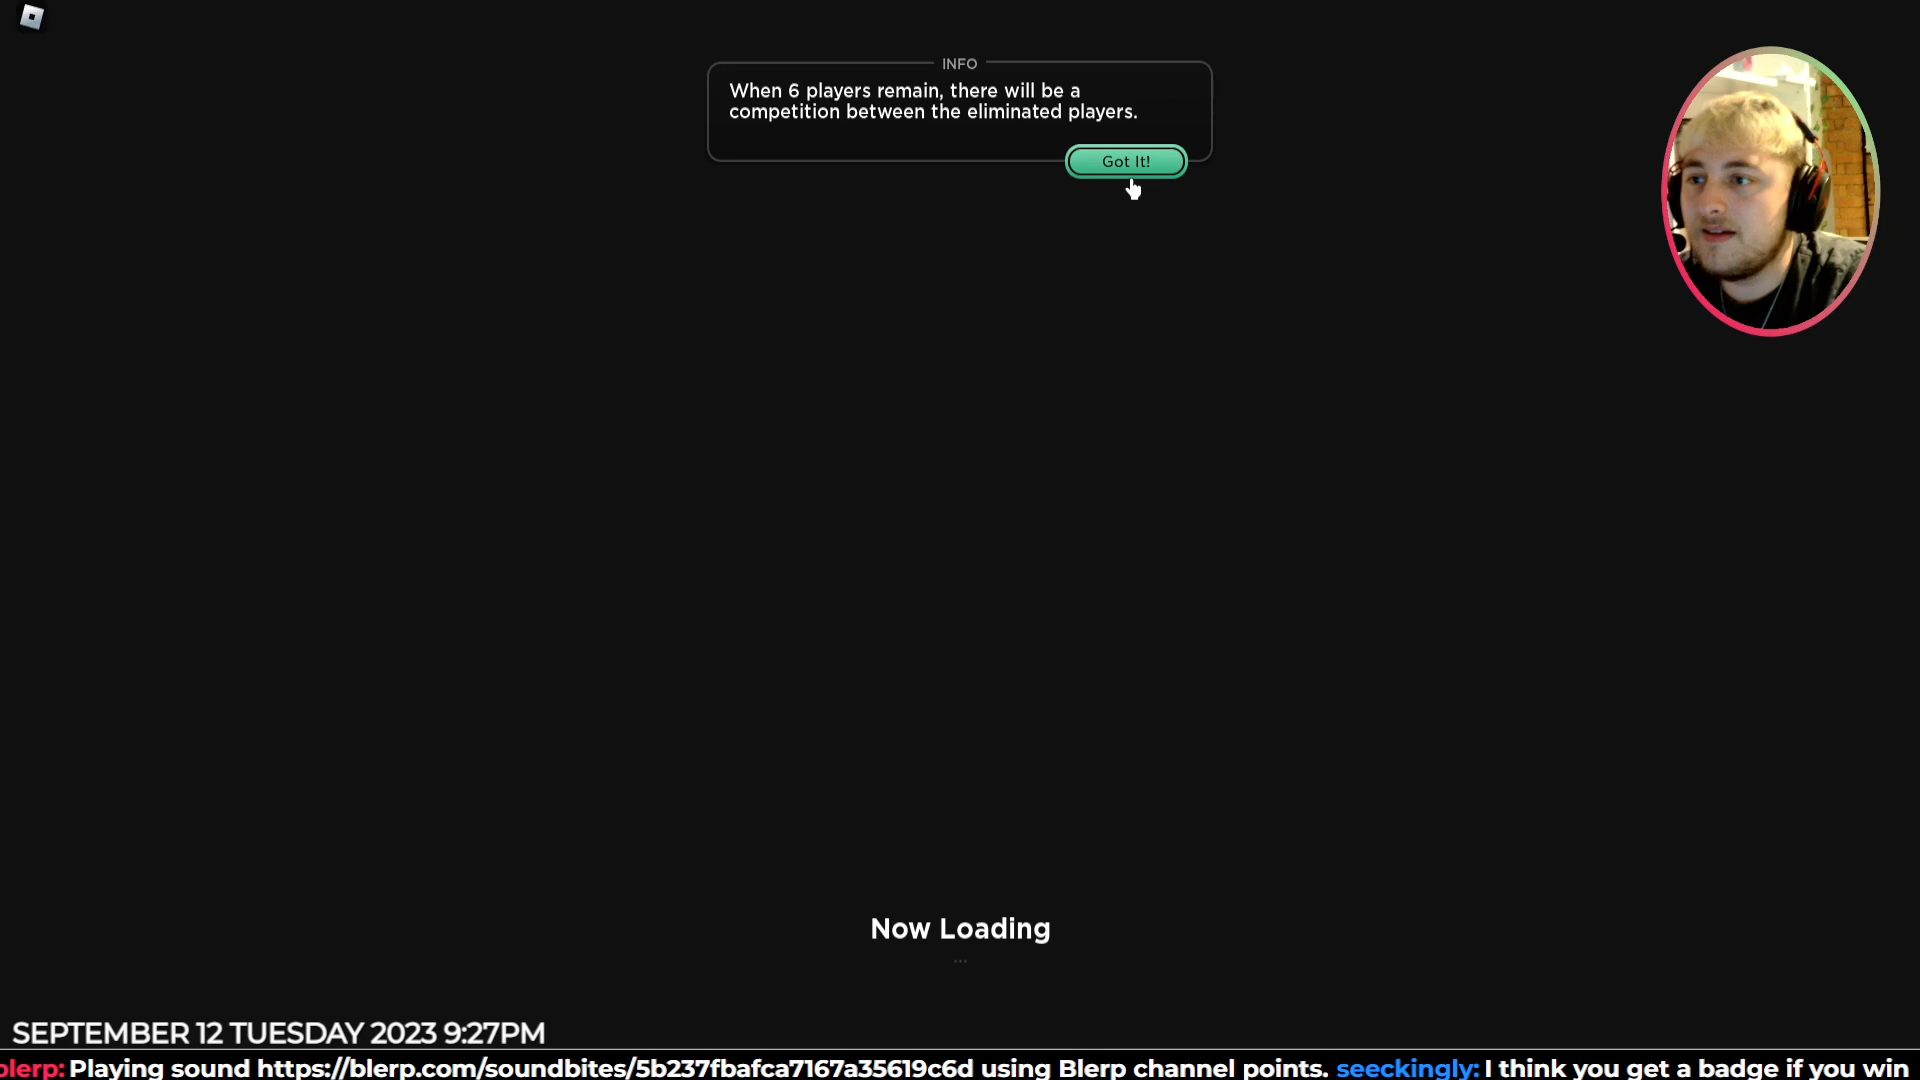 INFO
When 6 players remain, there will be a
competition between the eliminated players.
Got It!
Now Loading
...
SEPTEMBER 12 TUESDAY 2023 9:27PM
blerp: Playing sound https://blerp.com/soundbites/5b237fbafca7167a35619c6d using Blerp channel points. seeckingly: I think you get a badge if you win